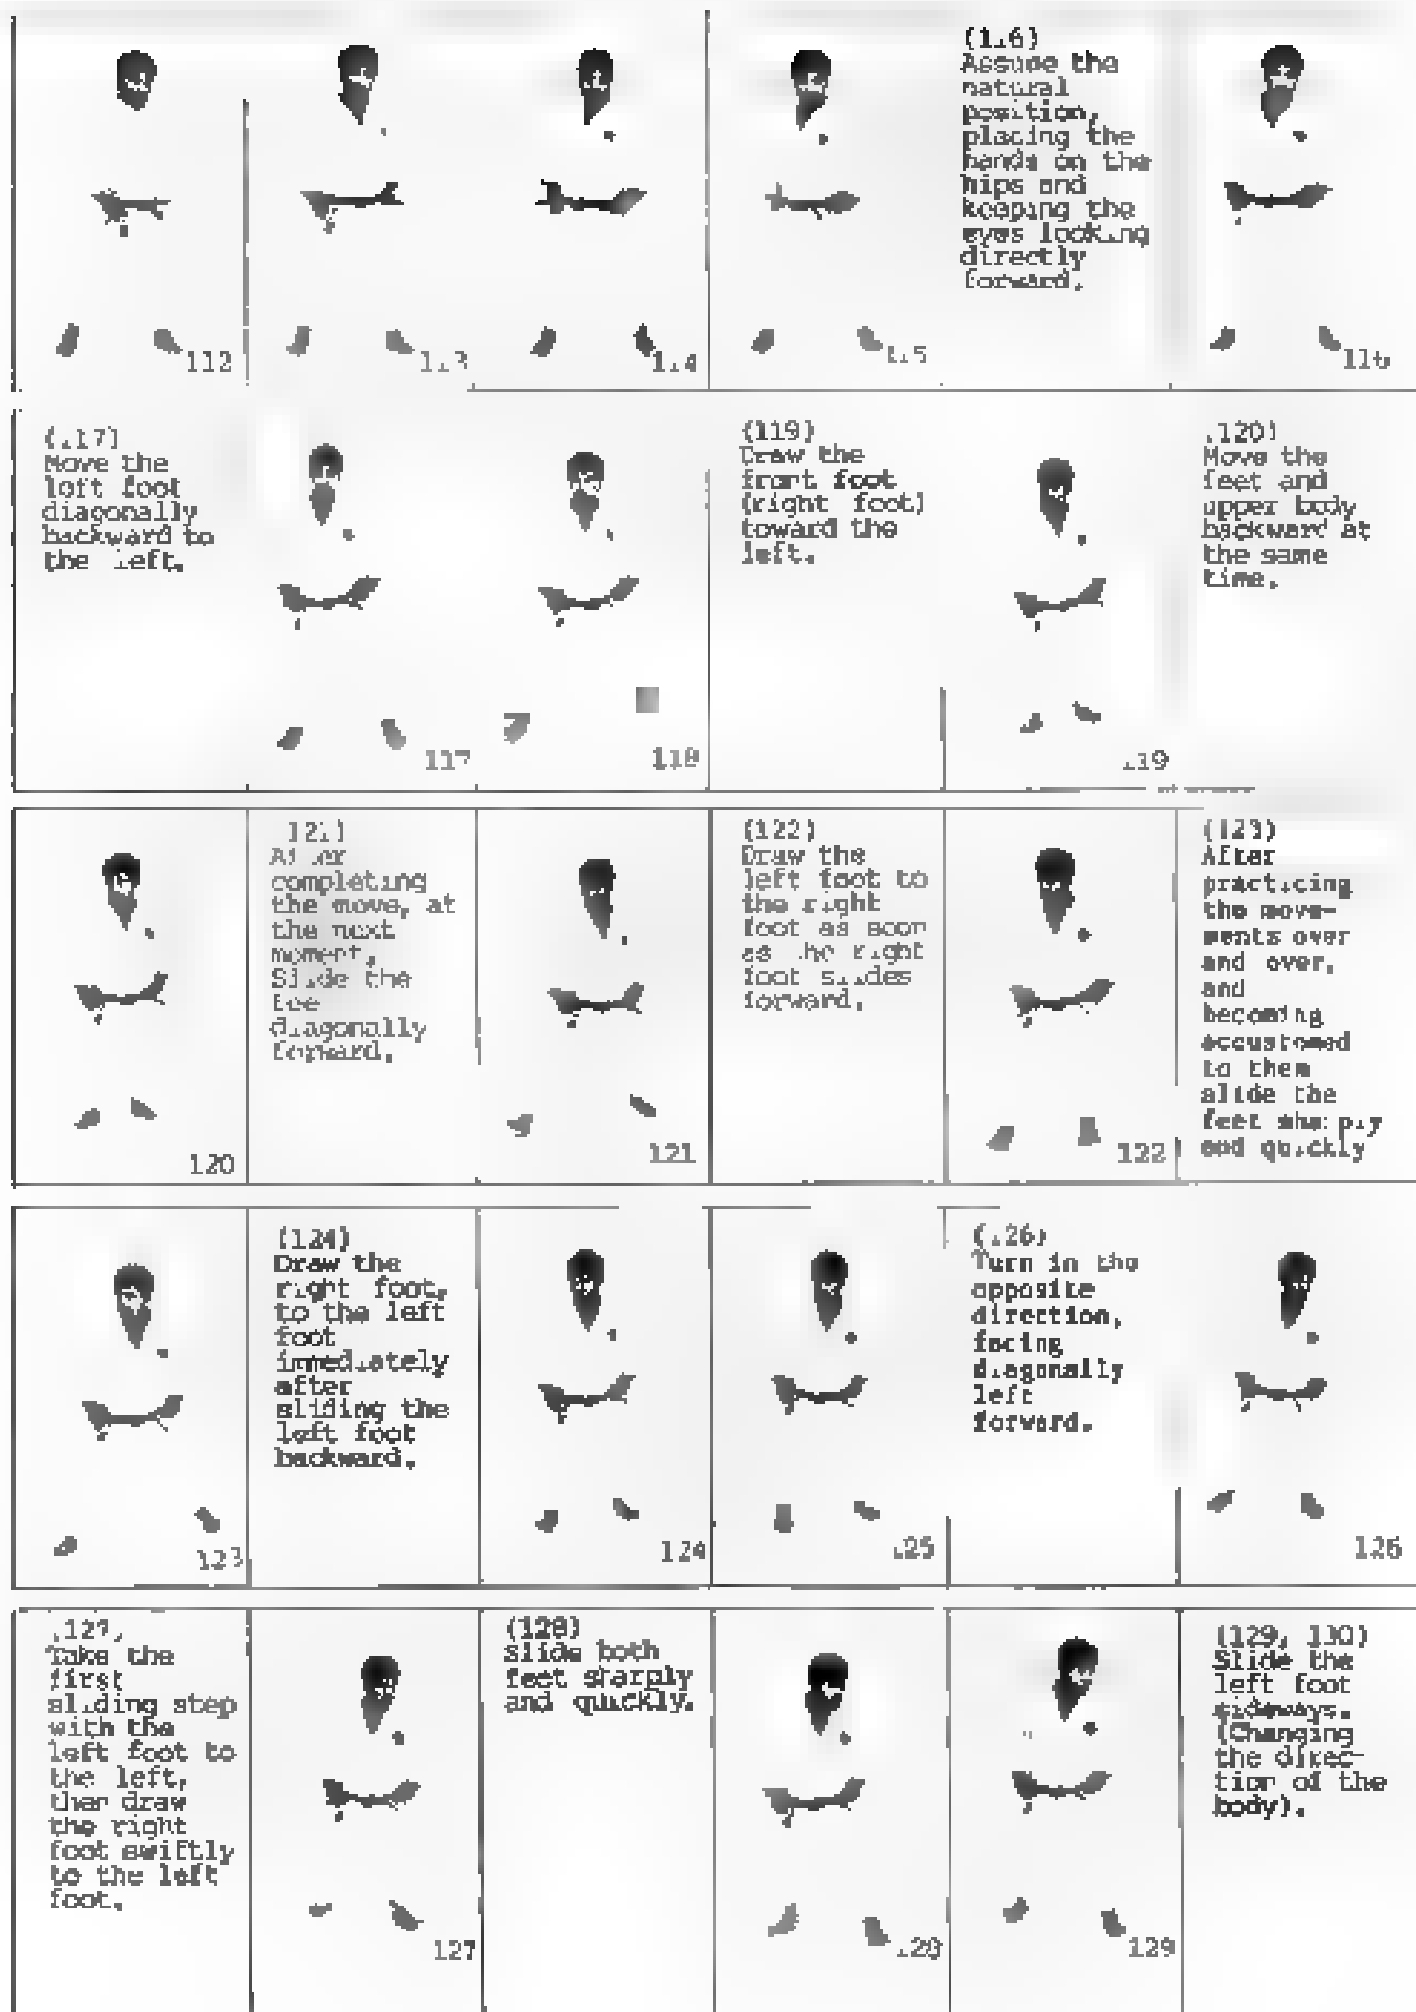 (116)
Assume the
natural
position,
placing the
hands on the
hips and
keeping the
eyes looking
directly
forward.
112
113
114
115
116
(117)
Move the
left foot
diagonally
backward to
the left.
117
118
(119)
Draw the
front foot
(right foot)
toward the
left.
119
(120)
Move the
feet and
upper body
backward at
the same
time.
120
(121)
After
completing
the move, at
the next
moment,
Slide the
toe
diagonally
forward.
121
(122)
Draw the
left foot to
the right
foot as soon
as the right
foot slides
forward.
122
(123)
After
practicing
the move-
ments over
and over,
and
becoming
accustomed
to them
slide the
feet sharply
and quickly
123
(124)
Draw the
right foot,
to the left
foot
immediately
after
sliding the
left foot
backward.
124
125
(126)
Turn in the
opposite
direction,
facing
diagonally
left
forward.
126
(127)
Take the
first
sliding step
with the
left foot to
the left,
then draw
the right
foot swiftly
to the left
foot.
127
(128)
Slide both
feet sharply
and quickly.
128
129
(129, 130)
Slide the
left foot
sideways.
(Changing
the direc-
tion of the
body).